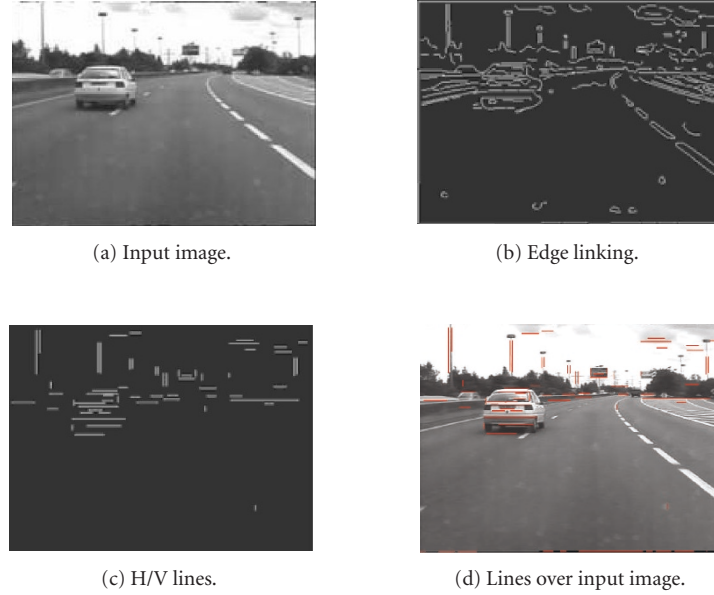 (a) Input image.
(b) Edge linking.
(c) H/V lines.
(d) Lines over input image.